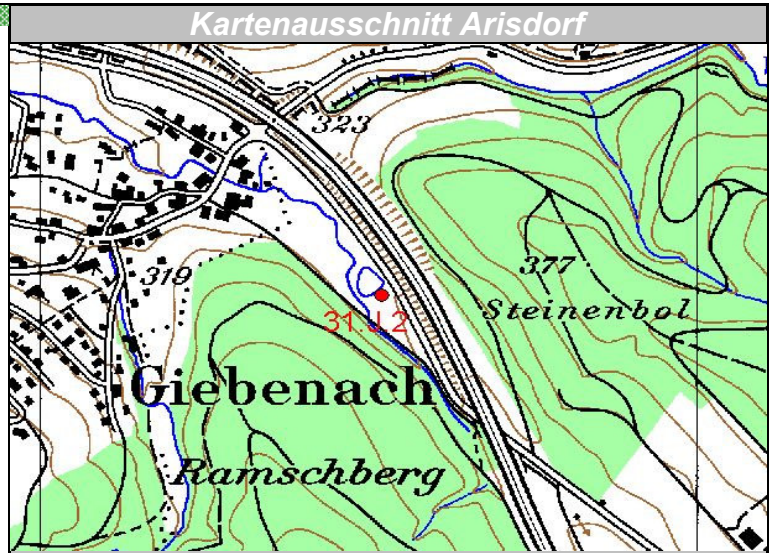 Kartenausschnitt Arisdorf
323
377
319
Steinenbol
31.J.2
Giebenach
Ramschberg